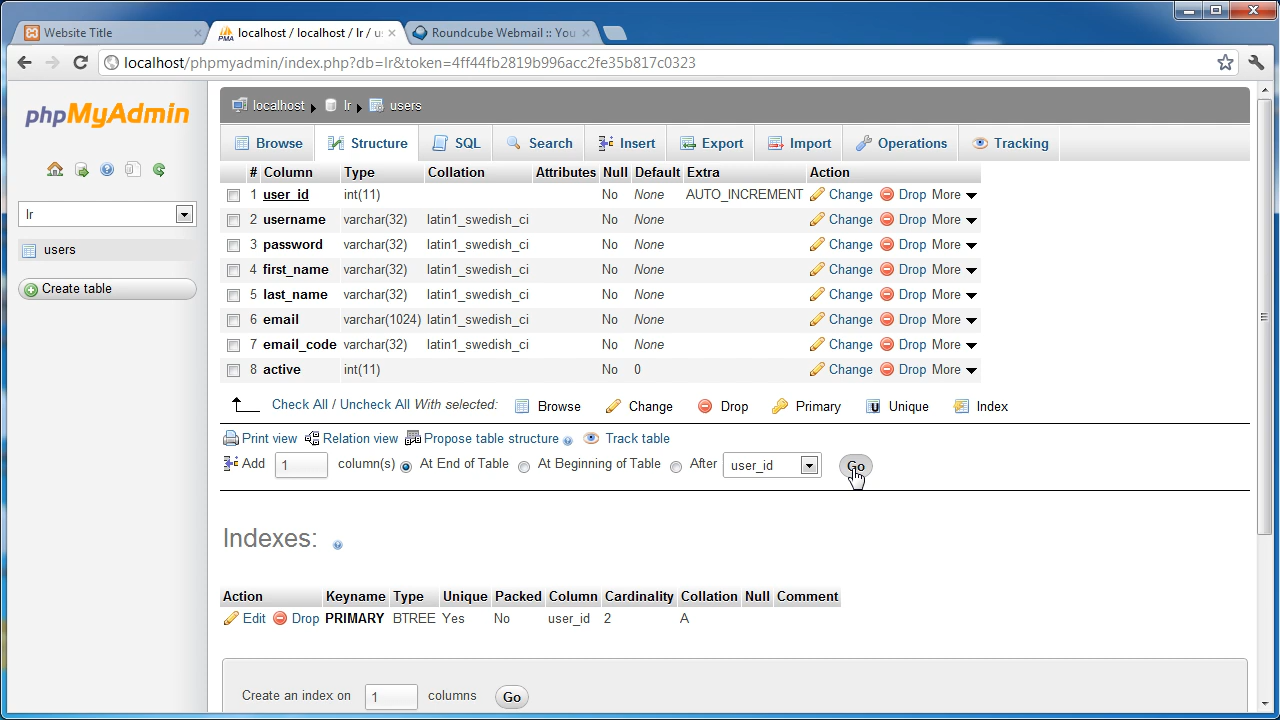 Website Title
localhost / localhost / lr / us
Roundcube Webmail :: You
localhost/phpmyadmin/index.php?db=lr&token=4ff44fb2819b996acc2fe35b817c0323
phpMyAdmin
lr
users
Create table
localhost lr users
Browse Structure SQL Search Insert Export Import Operations Tracking
# Column Type Collation Attributes Null Default Extra Action
1 user_id int(11) No None AUTO_INCREMENT Change Drop More
2 username varchar(32) latin1_swedish_ci No None Change Drop More
3 password varchar(32) latin1_swedish_ci No None Change Drop More
4 first_name varchar(32) latin1_swedish_ci No None Change Drop More
5 last_name varchar(32) latin1_swedish_ci No None Change Drop More
6 email varchar(1024) latin1_swedish_ci No None Change Drop More
7 email_code varchar(32) latin1_swedish_ci No None Change Drop More
8 active int(11) No 0 Change Drop More
Check All / Uncheck All With selected: Browse Change Drop Primary Unique Index
Print view Relation view Propose table structure Track table
Add 1 column(s) At End of Table At Beginning of Table After user_id Go
Indexes:
Action Keyname Type Unique Packed Column Cardinality Collation Null Comment
Edit Drop PRIMARY BTREE Yes No user_id 2 A
Create an index on 1 columns Go